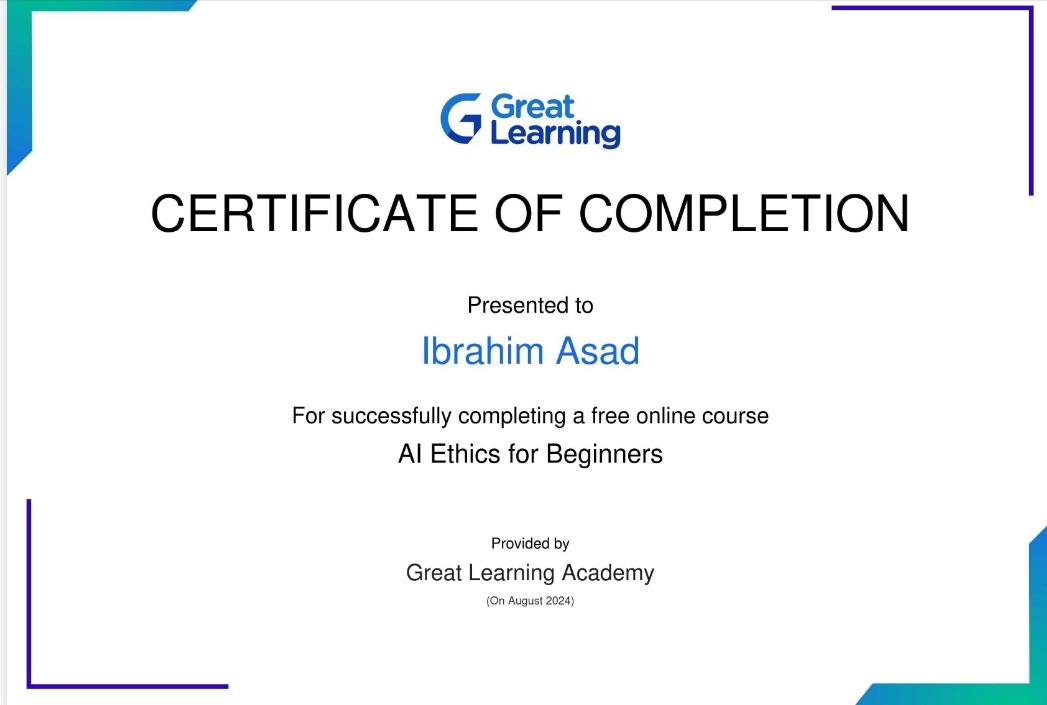 Great
Learning
CERTIFICATE OF COMPLETION
Presented to
Ibrahim Asad
For successfully completing a free online course
AI Ethics for Beginners
Provided by
Great Learning Academy
(On August 2024)